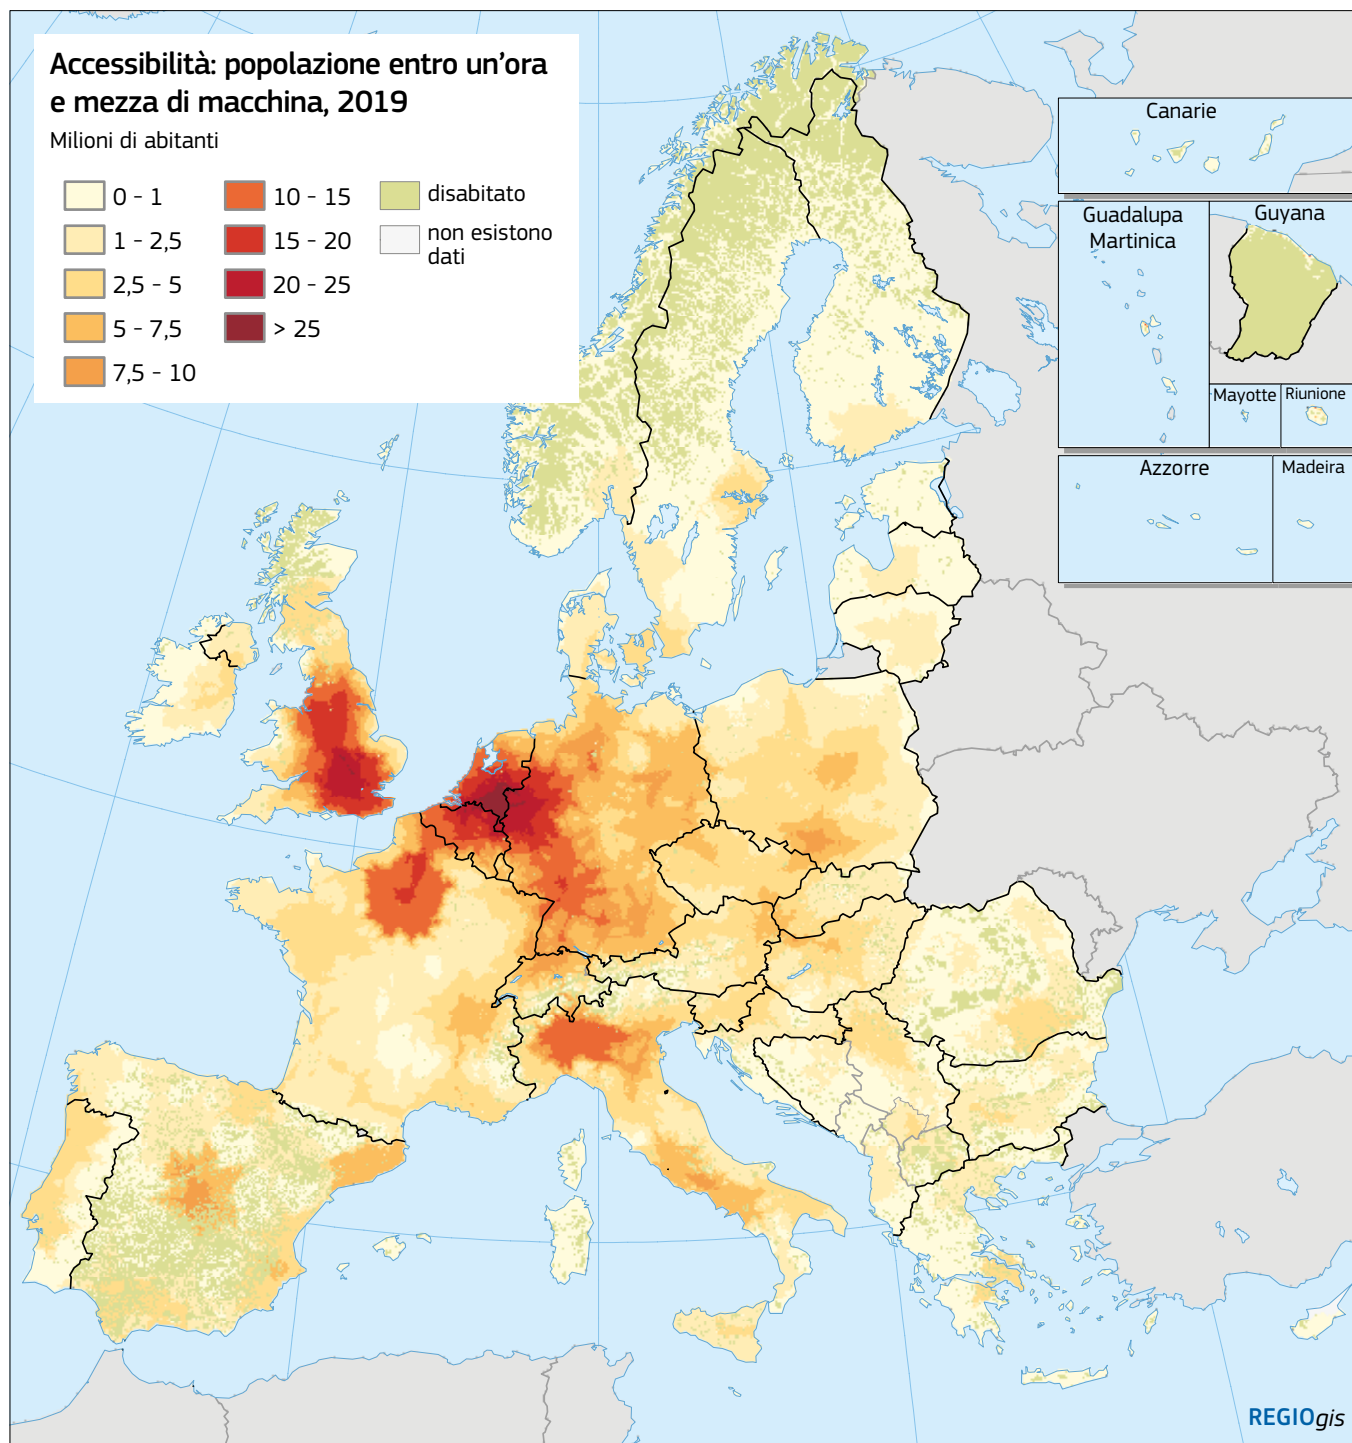 Accessibilità: popolazione entro un'ora
e mezza di macchina, 2019
Milioni di abitanti
0 - 1
1 - 2,5
2,5 - 5
5 - 7,5
7,5 - 10
10 - 15
15 - 20
20 - 25
> 25
disabitato
non esistono
dati
Canarie
Guadalupa
Martinica
Guyana
Mayotte
Riunione
Azzorre
Madeira
REGIOgis